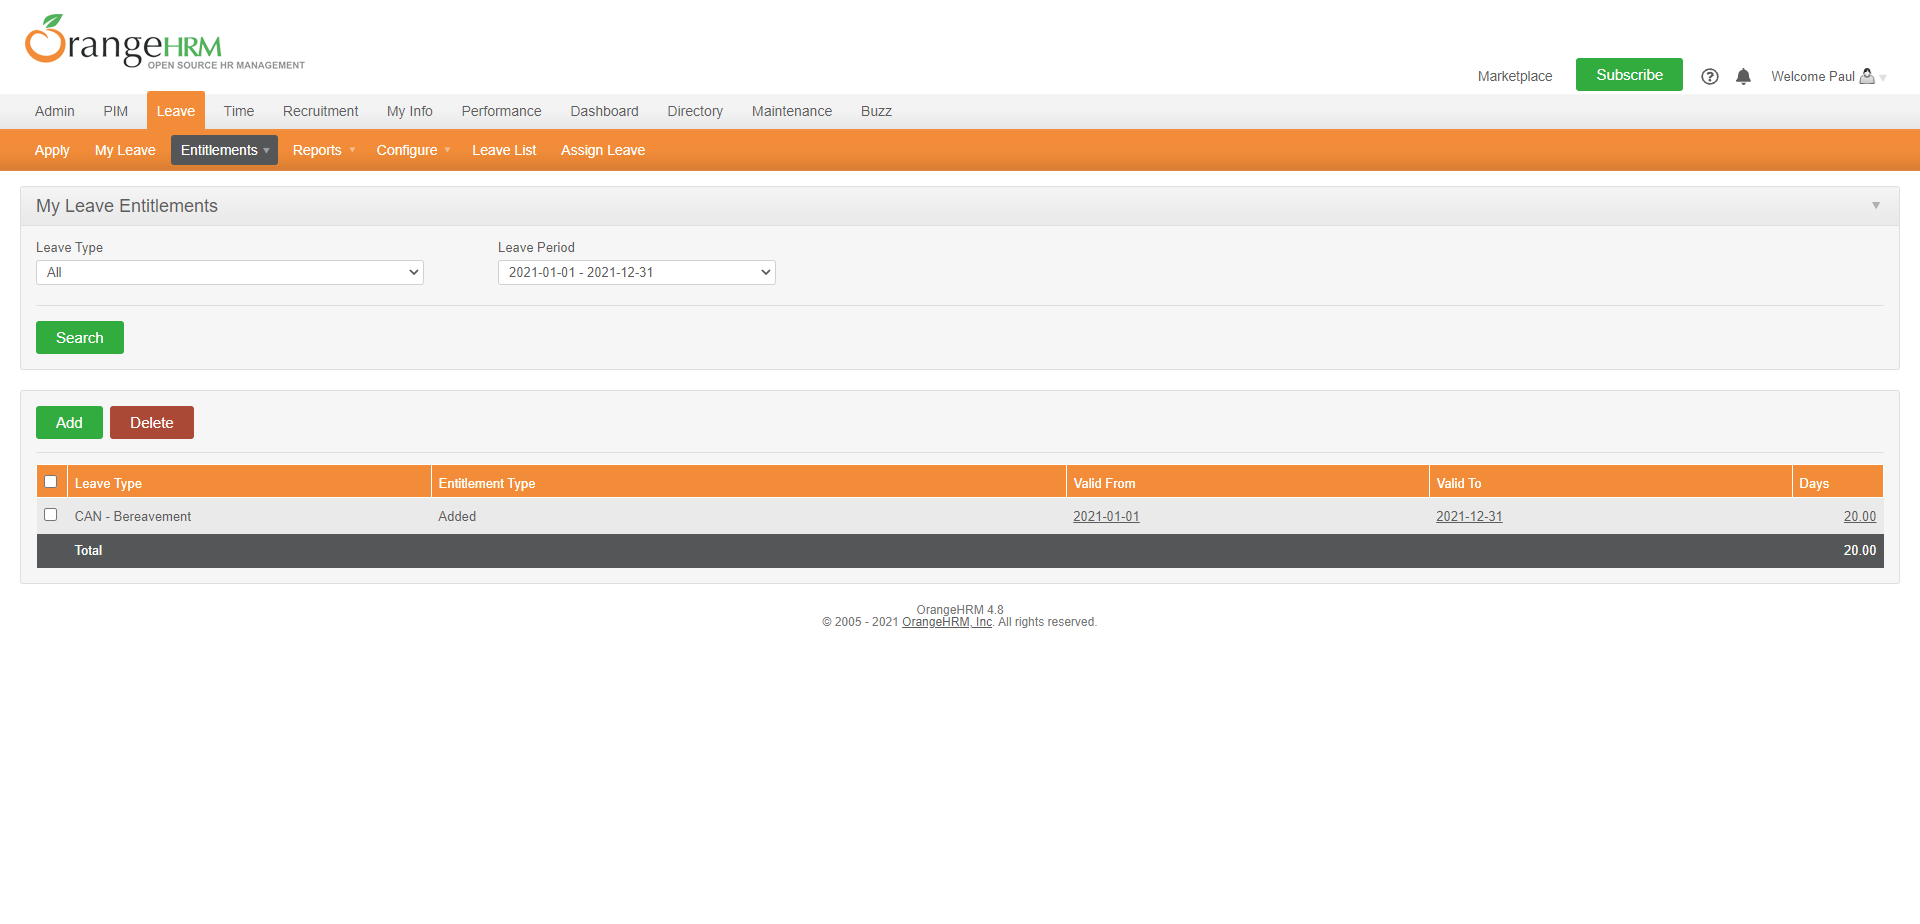 OrangeHRM
OPEN SOURCE HR MANAGEMENT
Marketplace Subscribe Welcome Paul
Admin PIM Leave Time Recruitment My Info Performance Dashboard Directory Maintenance Buzz
Apply My Leave Entitlements Reports Configure Leave List Assign Leave
My Leave Entitlements
Leave Type Leave Period
All 2021-01-01 - 2021-12-31
Search
Add Delete
Leave Type Entitlement Type Valid From Valid To Days
CAN - Bereavement Added 2021-01-01 2021-12-31 20.00
Total 20.00
OrangeHRM 4.8
© 2005 - 2021 OrangeHRM, Inc. All rights reserved.